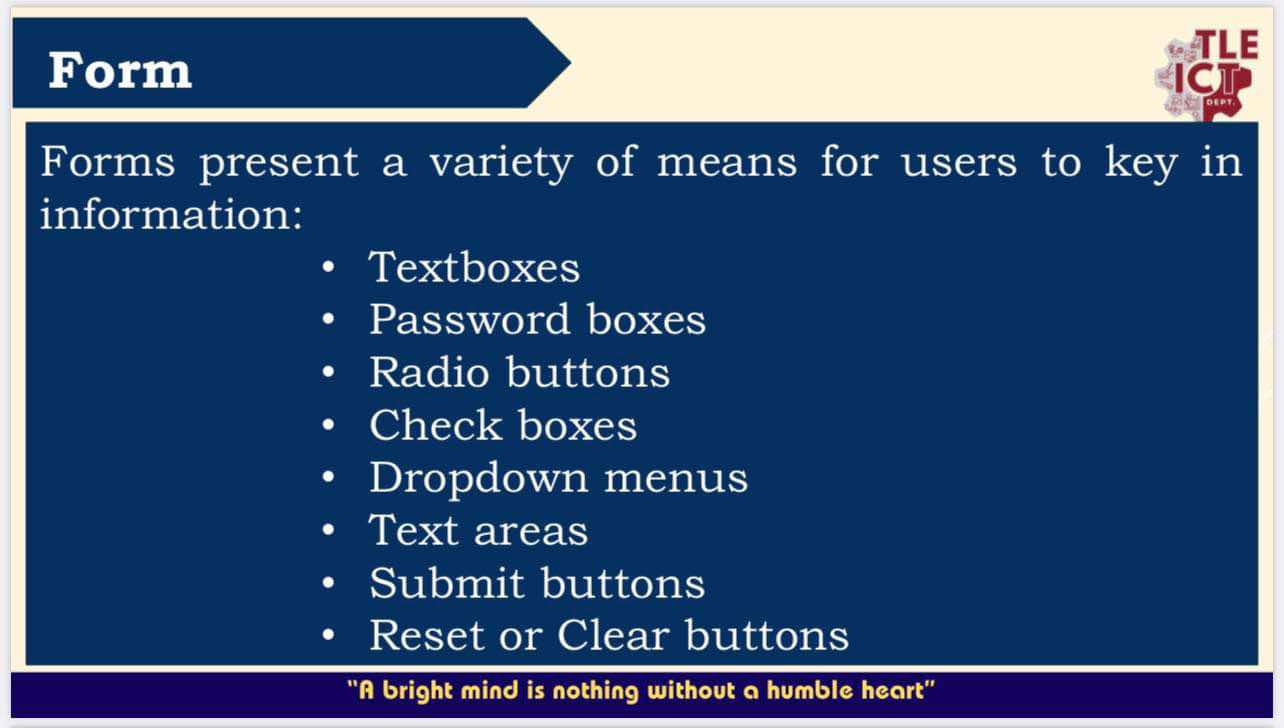 Form
TLE
ICT
DEPT.
Forms present a variety of means for users to key in
information:
• Textboxes
• Password boxes
• Radio buttons
• Check boxes
• Dropdown menus
• Text areas
• Submit buttons
• Reset or Clear buttons
"A bright mind is nothing without a humble heart"